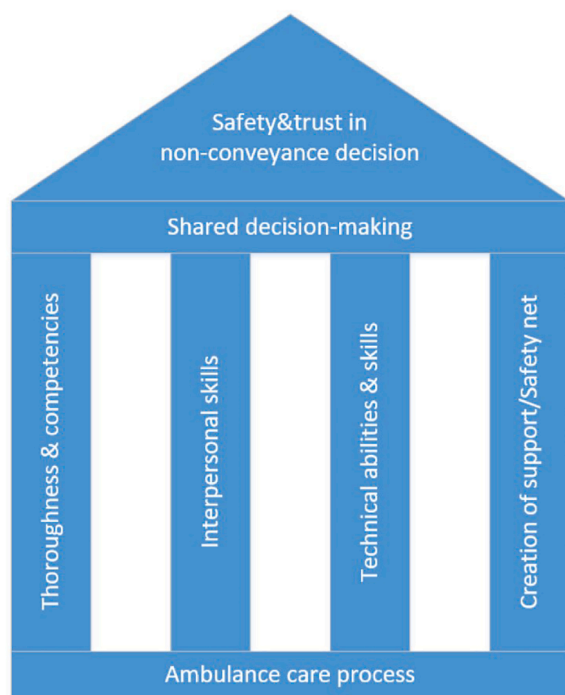 Safety&trust in
non-conveyance decision
Shared decision-making
Thoroughness & competencies
Interpersonal skills
Technical abilities & skills
Creation of support/Safety net
Ambulance care process